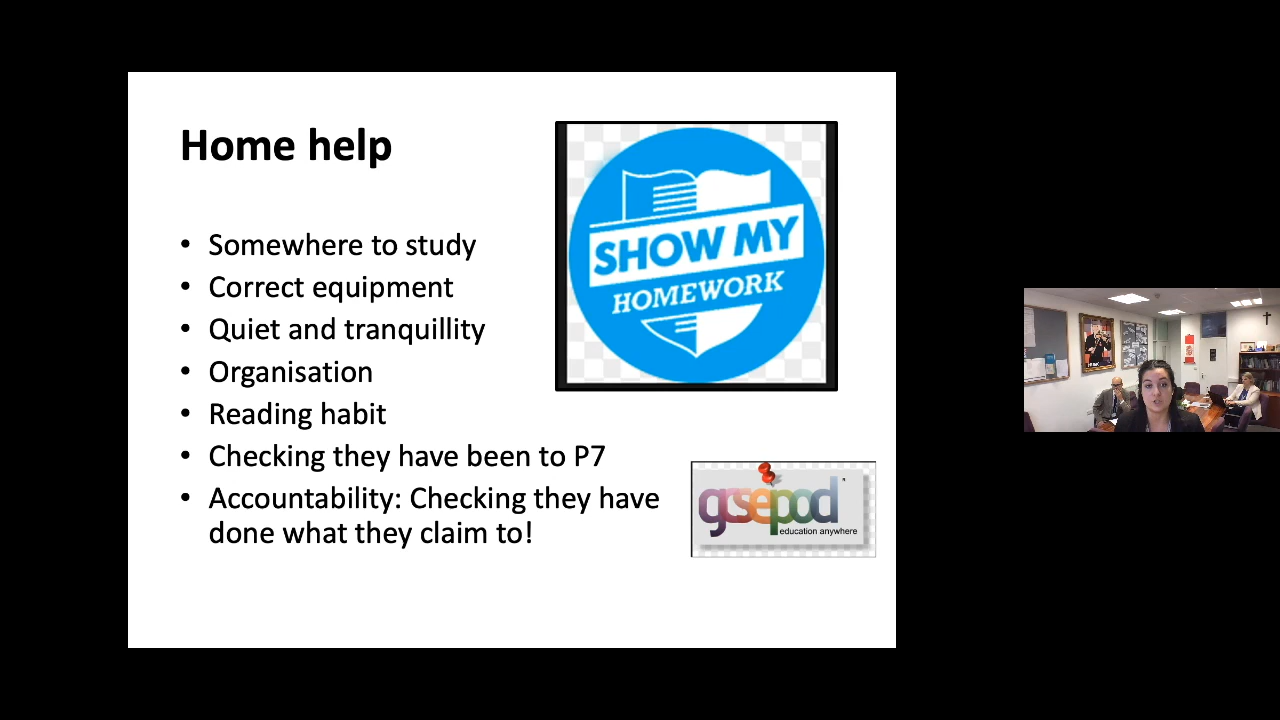 Home help
SHOW MY
HOMEWORK
• Somewhere to study
• Correct equipment
• Quiet and tranquillity
• Organisation
• Reading habit
• Checking they have been to P7
• Accountability: Checking they have
done what they claim to!
gcsepod
education anywhere